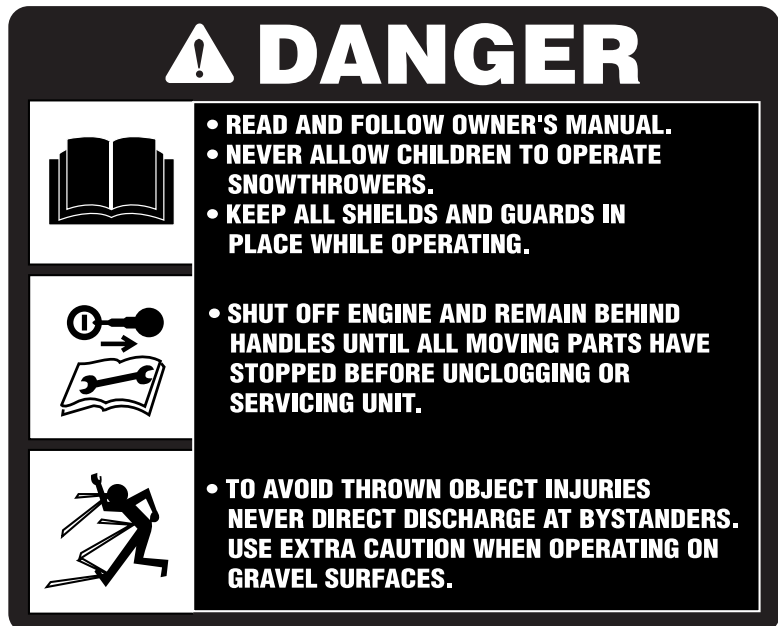 DANGER
• READ AND FOLLOW OWNER'S MANUAL.
• NEVER ALLOW CHILDREN TO OPERATE
SNOWTHROWERS.
• KEEP ALL SHIELDS AND GUARDS IN
PLACE WHILE OPERATING.
• SHUT OFF ENGINE AND REMAIN BEHIND
HANDLES UNTIL ALL MOVING PARTS HAVE
STOPPED BEFORE UNCLOGGING OR
SERVICING UNIT.
• TO AVOID THROWN OBJECT INJURIES
NEVER DIRECT DISCHARGE AT BYSTANDERS.
USE EXTRA CAUTION WHEN OPERATING ON
GRAVEL SURFACES.